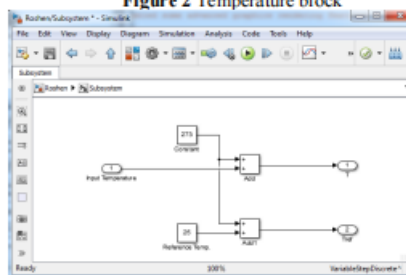 Figure 2 Temperature block
Roshen/Subsystem * - Simulink
File Edit View Display Diagram Simulation Analysis Code Tools Help
Subsystem
Roshen Subsystem
273
Constant
1
Input Temperature
Add
1
T
25
Reference Temp.
Add1
2
Tref
Ready 100% VariableStepDiscrete